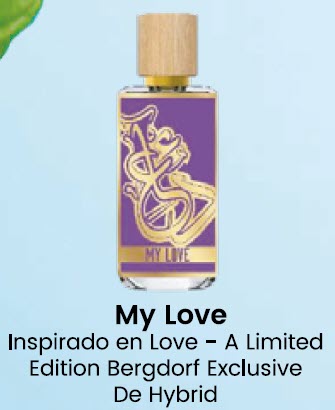 MY LOVE
My Love
Inspirado en Love - A Limited
Edition Bergdorf Exclusive
De Hybrid